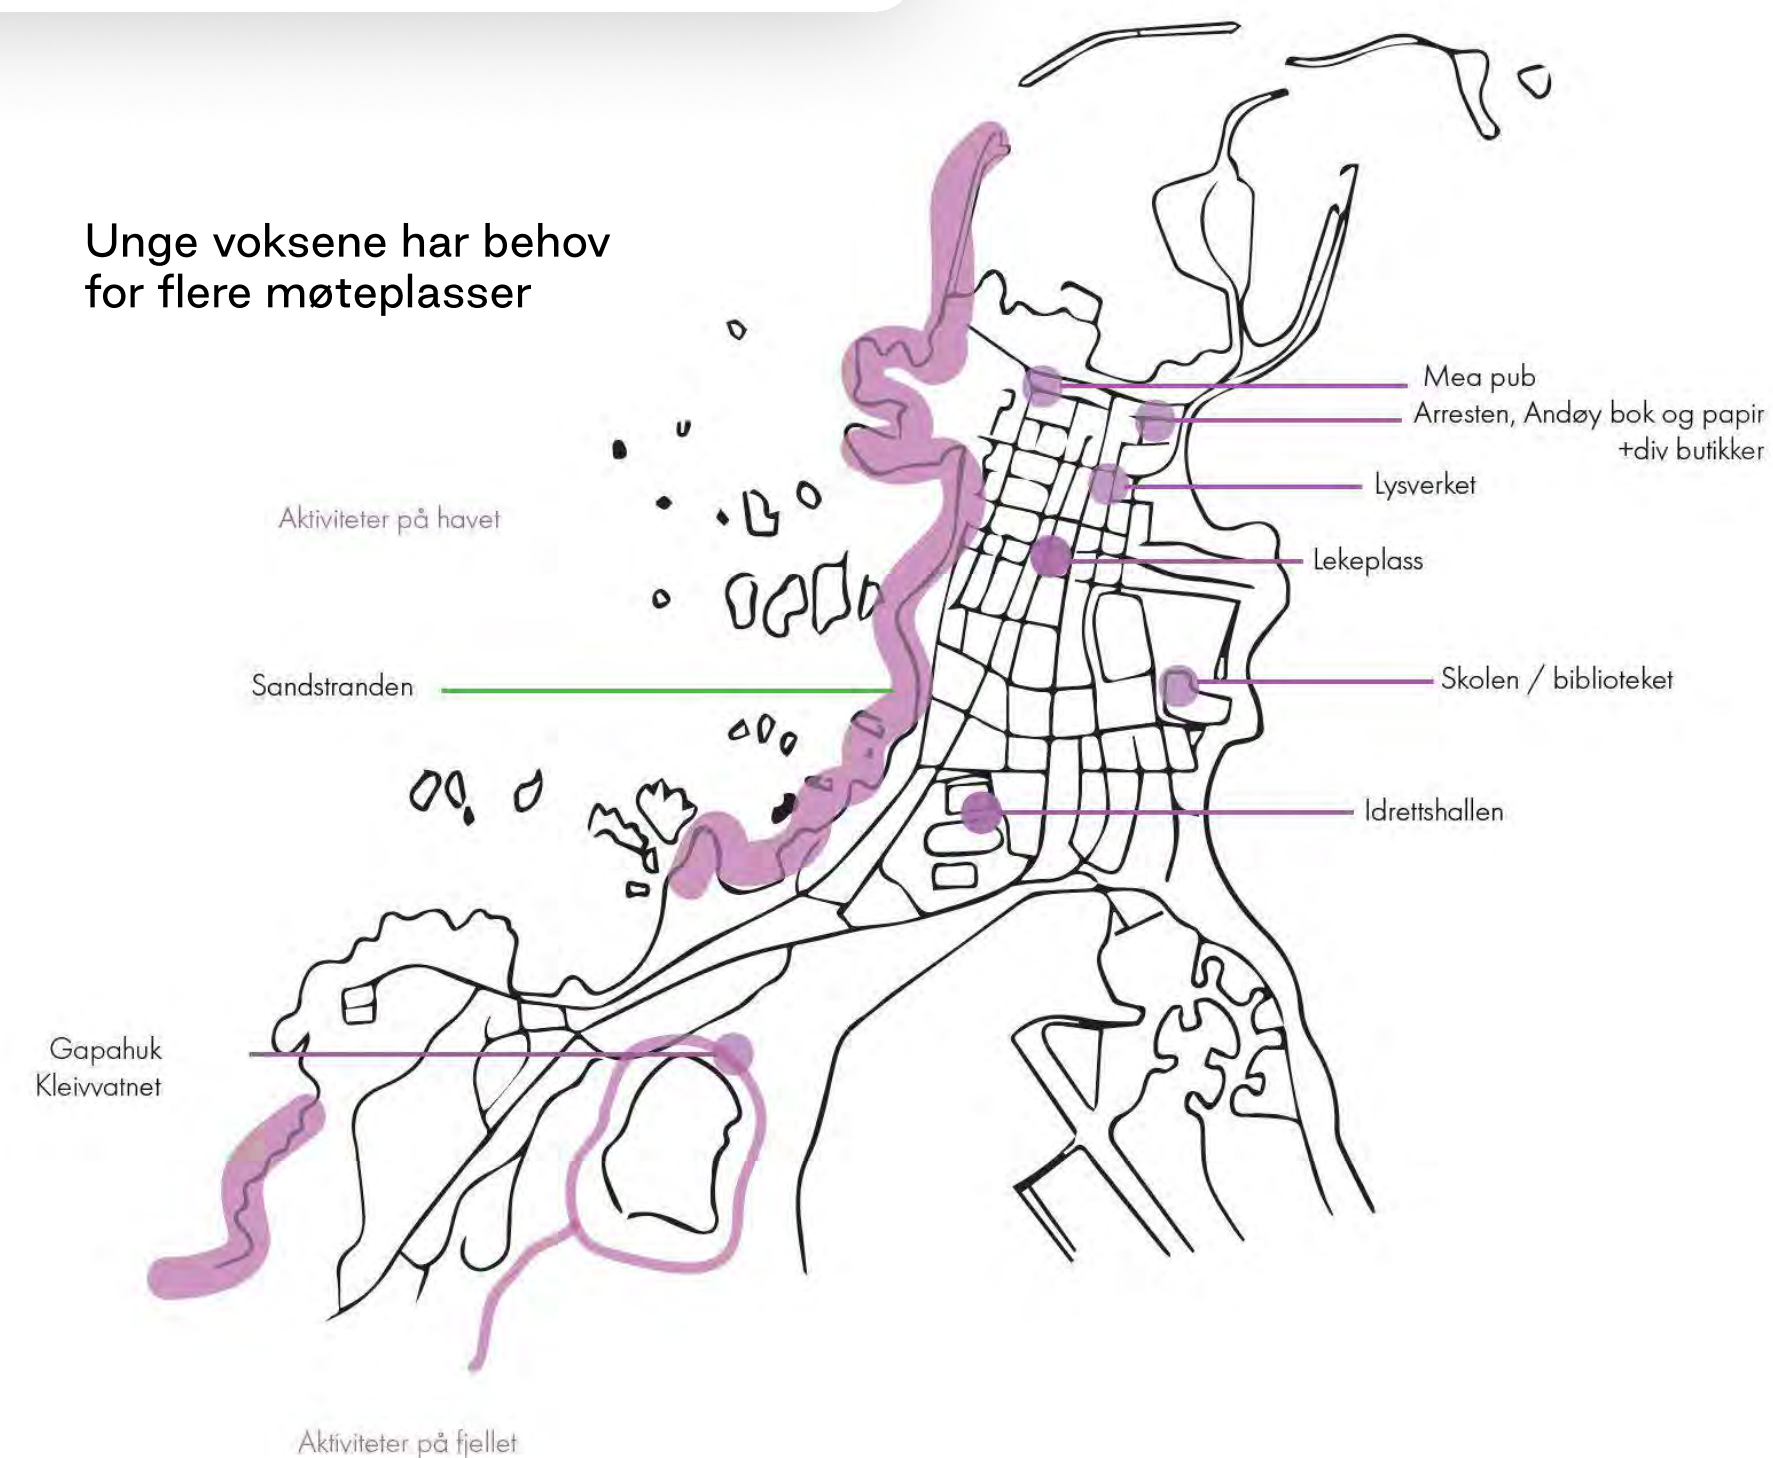 Unge voksene har behov
for flere møteplasser
Mea pub
Arresten, Andøy bok og papir
+div butikker
Lysverket
Aktiviteter på havet
Lekeplass
Sandstranden
Skolen / biblioteket
Idrettshallen
Gapahuk
Kleivvatnet
Aktiviteter på fjellet